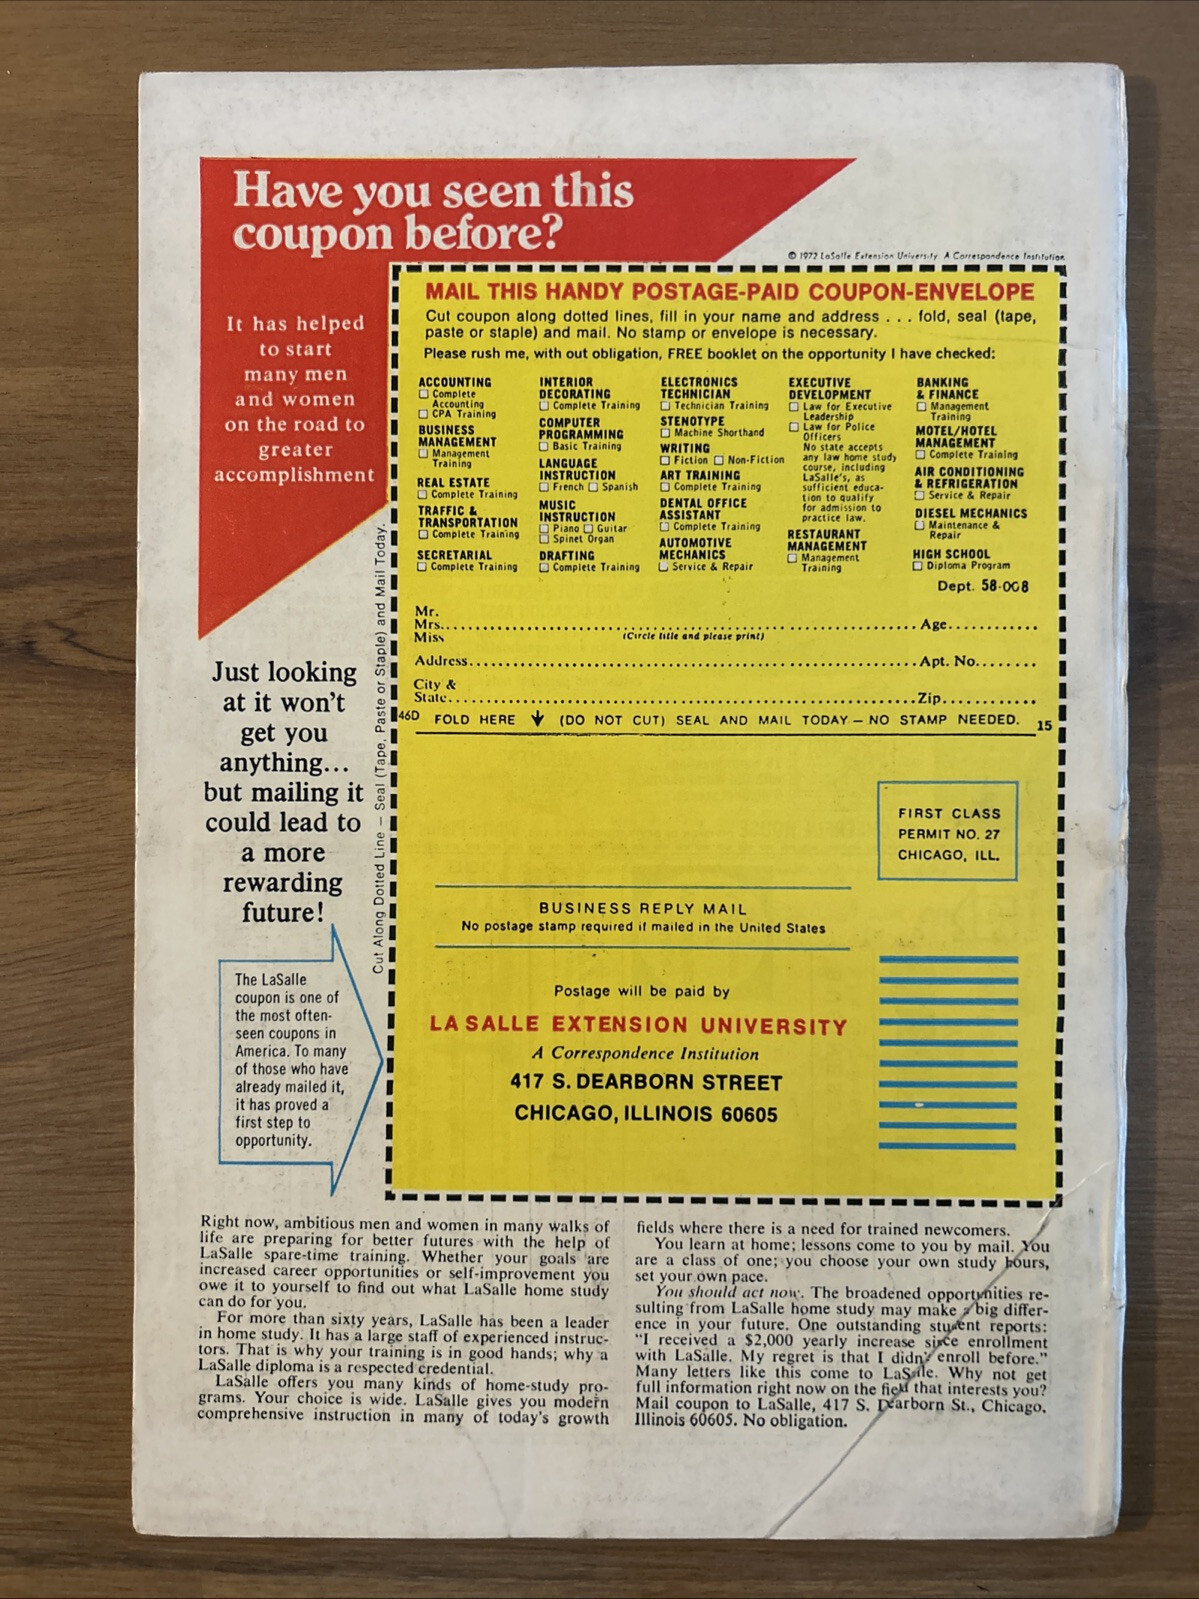 Have you seen this
coupon before?
© 1972 LaSalle Extension University. A Correspondence Institution.
It has helped
to start
many men
and women
on the road to
greater
accomplishment
MAIL THIS HANDY POSTAGE-PAID COUPON-ENVELOPE
Cut coupon along dotted lines, fill in your name and address . . . fold, seal (tape,
paste or staple) and mail. No stamp or envelope is necessary.
Please rush me, with out obligation, FREE booklet on the opportunity I have checked:
ACCOUNTING
☐ Complete
Accounting
☐ CPA Training
BUSINESS
MANAGEMENT
☐ Management
Training
REAL ESTATE
☐ Complete Training
TRAFFIC &
TRANSPORTATION
☐ Complete Training
SECRETARIAL
☐ Complete Training
INTERIOR
DECORATING
☐ Complete Training
COMPUTER
PROGRAMMING
☐ Basic Training
LANGUAGE
INSTRUCTION
☐ French ☐ Spanish
MUSIC
INSTRUCTION
☐ Piano ☐ Guitar
☐ Spinet Organ
DRAFTING
☐ Complete Training
ELECTRONICS
TECHNICIAN
☐ Technician Training
STENOTYPE
☐ Machine Shorthand
WRITING
☐ Fiction ☐ Non-Fiction
ART TRAINING
☐ Complete Training
DENTAL OFFICE
ASSISTANT
☐ Complete Training
AUTOMOTIVE
MECHANICS
☐ Service & Repair
EXECUTIVE
DEVELOPMENT
☐ Law for Executive
Leadership
☐ Law for Police
Officers
No state accepts
any law home study
course, including
LaSalle's, as
sufficient educa-
tion to qualify
for admission to
practice law.
RESTAURANT
MANAGEMENT
☐ Management
Training
BANKING
& FINANCE
☐ Management
Training
MOTEL/HOTEL
MANAGEMENT
☐ Complete Training
AIR CONDITIONING
& REFRIGERATION
☐ Service & Repair
DIESEL MECHANICS
☐ Maintenance &
Repair
HIGH SCHOOL
☐ Diploma Program
Dept. 58-008
Mr.
Mrs. Age
Miss (Circle title and please print)
Address Apt. No.
City &
State Zip
46D FOLD HERE ↓ (DO NOT CUT) SEAL AND MAIL TODAY — NO STAMP NEEDED. 15
Cut Along Dotted Line — Seal (Tape, Paste or Staple) and Mail Today.
Just looking
at it won't
get you
anything...
but mailing it
could lead to
a more
rewarding
future!
FIRST CLASS
PERMIT NO. 27
CHICAGO, ILL.
BUSINESS REPLY MAIL
No postage stamp required if mailed in the United States
Postage will be paid by
LA SALLE EXTENSION UNIVERSITY
A Correspondence Institution
417 S. DEARBORN STREET
CHICAGO, ILLINOIS 60605
The LaSalle
coupon is one of
the most often-
seen coupons in
America. To many
of those who have
already mailed it,
it has proved a
first step to
opportunity.
Right now, ambitious men and women in many walks of
life are preparing for better futures with the help of
LaSalle spare-time training. Whether your goals are
increased career opportunities or self-improvement you
owe it to yourself to find out what LaSalle home study
can do for you.
For more than sixty years, LaSalle has been a leader
in home study. It has a large staff of experienced instruc-
tors. That is why your training is in good hands; why a
LaSalle diploma is a respected credential.
LaSalle offers you many kinds of home-study pro-
grams. Your choice is wide. LaSalle gives you modern
comprehensive instruction in many of today's growth
fields where there is a need for trained newcomers.
You learn at home; lessons come to you by mail. You
are a class of one; you choose your own study hours,
set your own pace.
You should act now. The broadened opportunities re-
sulting from LaSalle home study may make a big differ-
ence in your future. One outstanding student reports:
"I received a $2,000 yearly increase since enrollment
with LaSalle. My regret is that I didn't enroll before."
Many letters like this come to LaSalle. Why not get
full information right now on the field that interests you?
Mail coupon to LaSalle, 417 S. Dearborn St., Chicago,
Illinois 60605. No obligation.